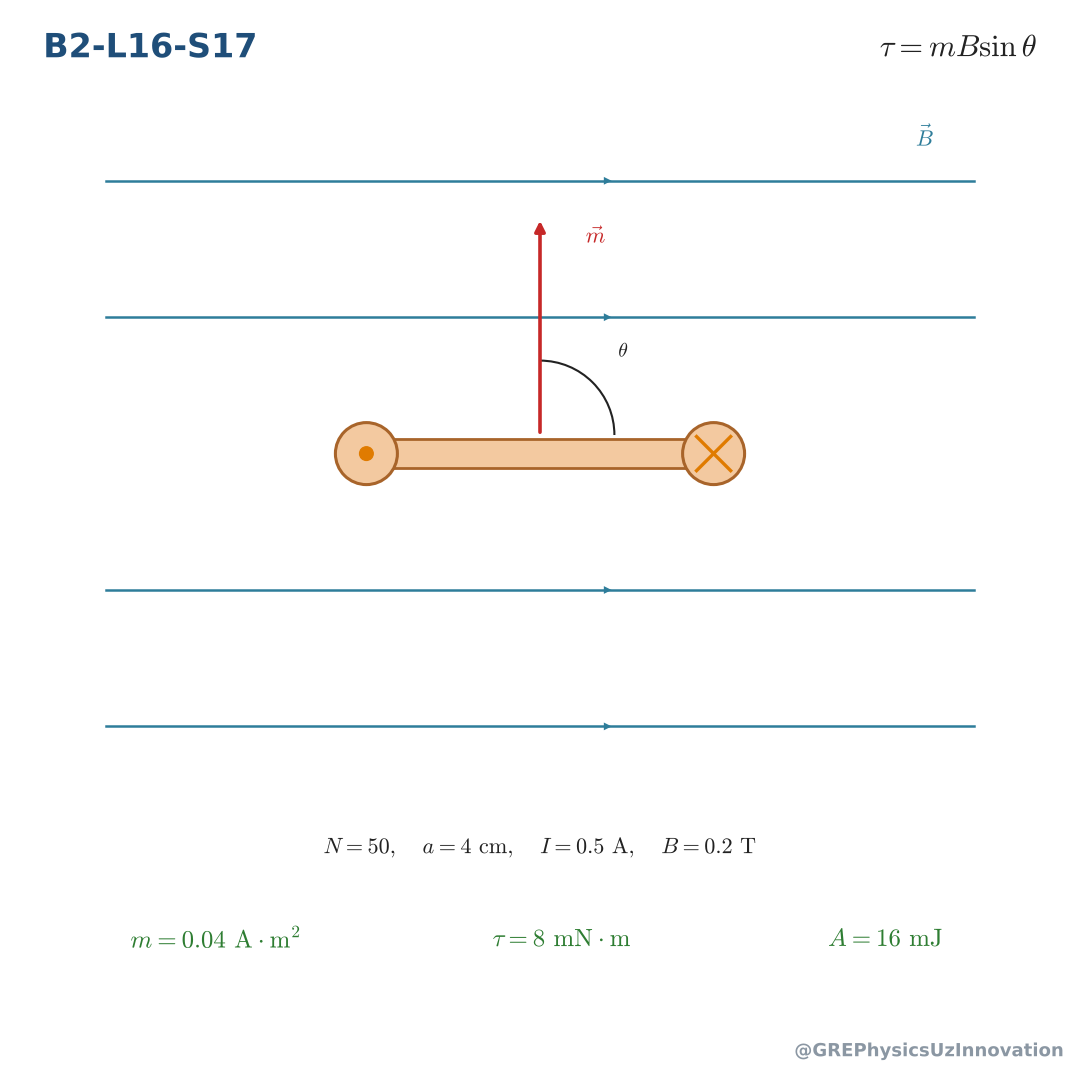 B2-L16-S17
τ = mB sin θ
B⃗
m⃗
θ
N = 50, a = 4 cm, I = 0.5 A, B = 0.2 T
m = 0.04 A · m² τ = 8 mN · m A = 16 mJ
@GREPhysicsUzInnovation